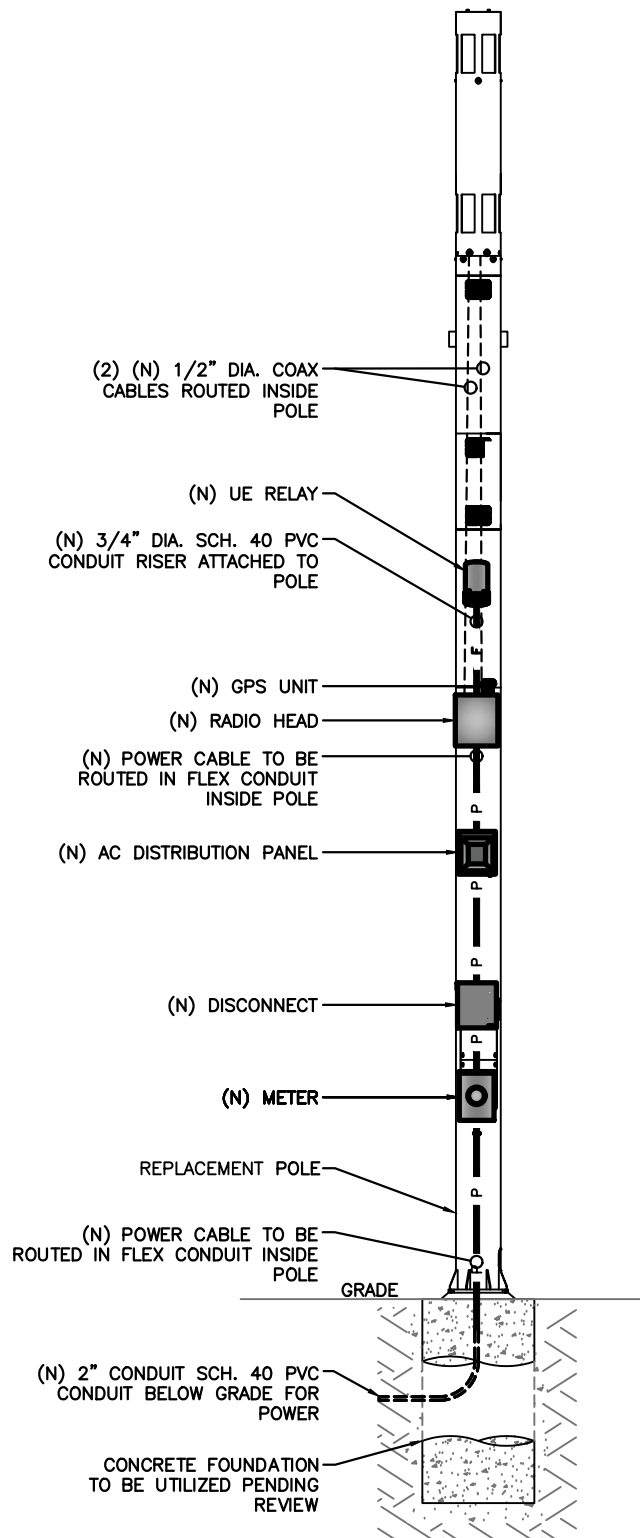 (2) (N) 1/2" DIA. COAX
CABLES ROUTED INSIDE
POLE
(N) UE RELAY
(N) 3/4" DIA. SCH. 40 PVC
CONDUIT RISER ATTACHED TO
POLE
F
(N) GPS UNIT
(N) RADIO HEAD
(N) POWER CABLE TO BE
ROUTED IN FLEX CONDUIT
INSIDE POLE
P
(N) AC DISTRIBUTION PANEL
P
P
(N) DISCONNECT
P
(N) METER
REPLACEMENT POLE
P
(N) POWER CABLE TO BE
ROUTED IN FLEX CONDUIT INSIDE
POLE
P
GRADE
(N) 2" CONDUIT SCH. 40 PVC
CONDUIT BELOW GRADE FOR
POWER
CONCRETE FOUNDATION
TO BE UTILIZED PENDING
REVIEW